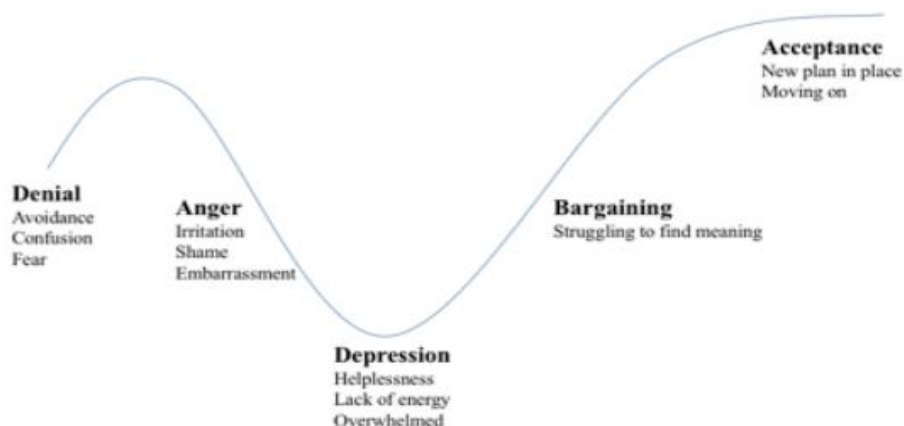 Denial
Avoidance
Confusion
Fear
Anger
Irritation
Shame
Embarrassment
Depression
Helplessness
Lack of energy
Overwhelmed
Bargaining
Struggling to find meaning
Acceptance
New plan in place
Moving on